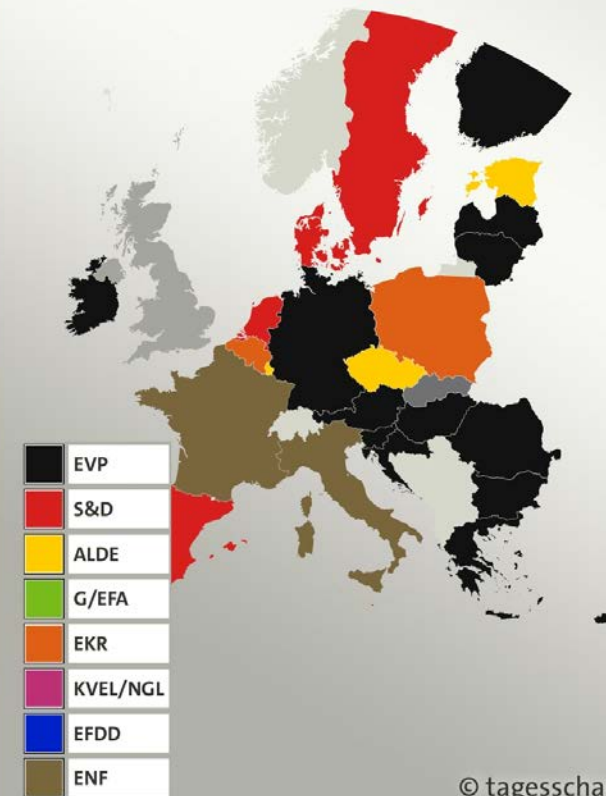 EVP
S&D
ALDE
G/EFA
EKR
KVEL/NGL
EFDD
ENF
© tagesscha